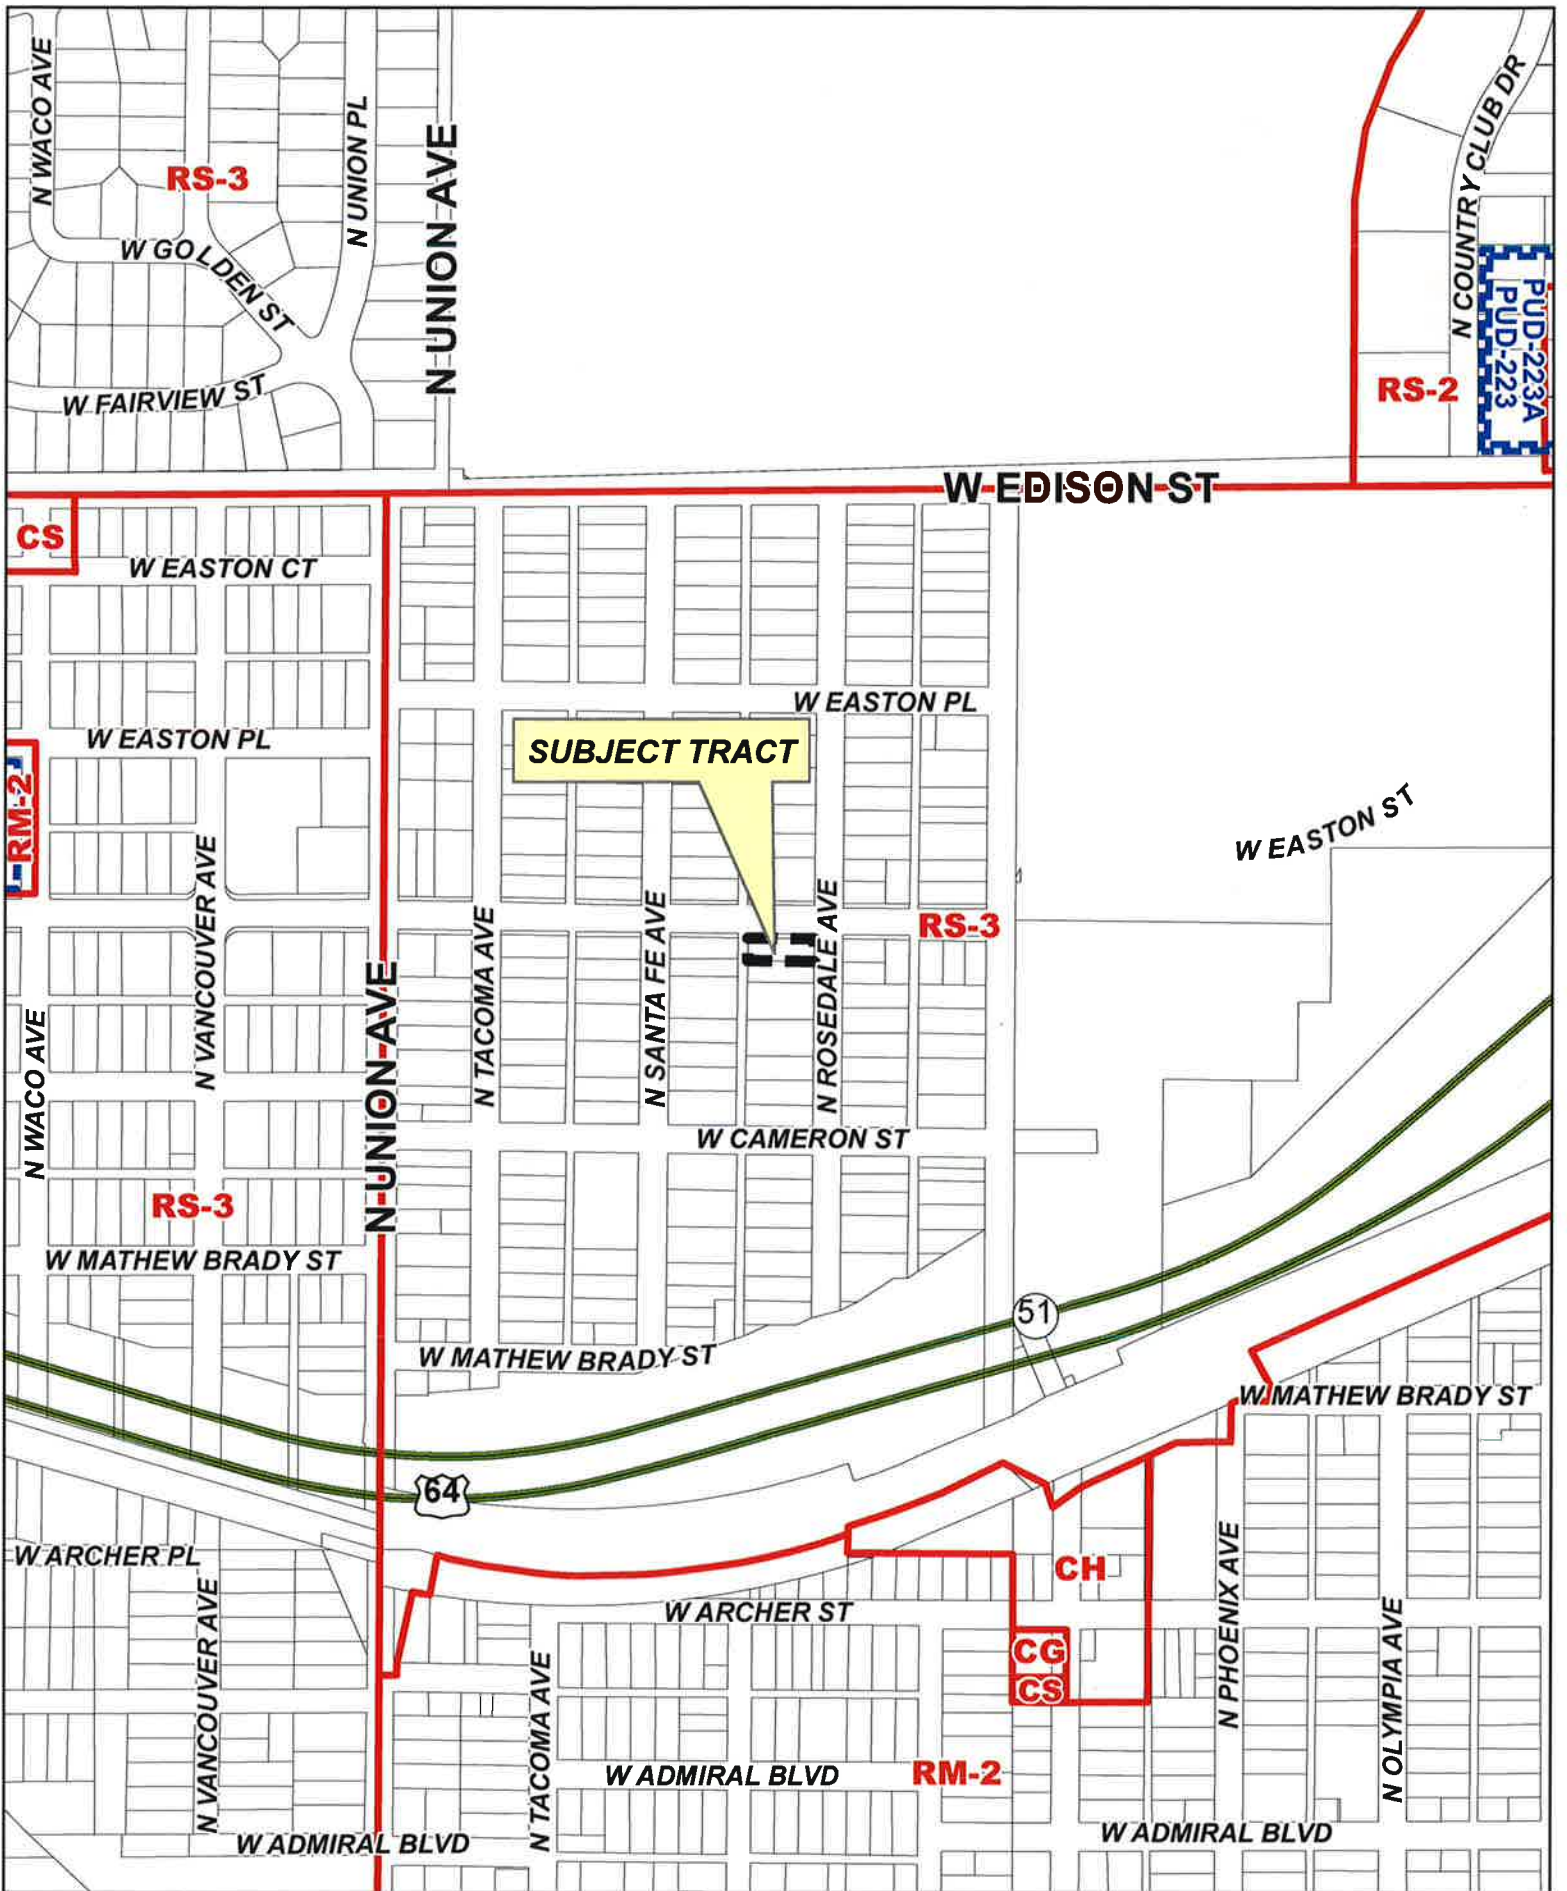 N WACO AVE
RS-3
N UNION PL
N UNION AVE
W GOLDEN ST
W FAIRVIEW ST
N COUNTRY CLUB DR
PUD-223A
PUD-223
RS-2
W EDISON ST
CS
W EASTON CT
W EASTON PL
W EASTON PL
SUBJECT TRACT
RM-2
W EASTON ST
N VANCOUVER AVE
N TACOMA AVE
N SANTA FE AVE
N ROSEDALE AVE
RS-3
N UNION AVE
N WACO AVE
W CAMERON ST
RS-3
W MATHEW BRADY ST
51
W MATHEW BRADY ST
W MATHEW BRADY ST
64
W ARCHER PL
CH
W ARCHER ST
N VANCOUVER AVE
N TACOMA AVE
CG
CS
N PHOENIX AVE
N OLYMPIA AVE
W ADMIRAL BLVD
RM-2
W ADMIRAL BLVD
W ADMIRAL BLVD